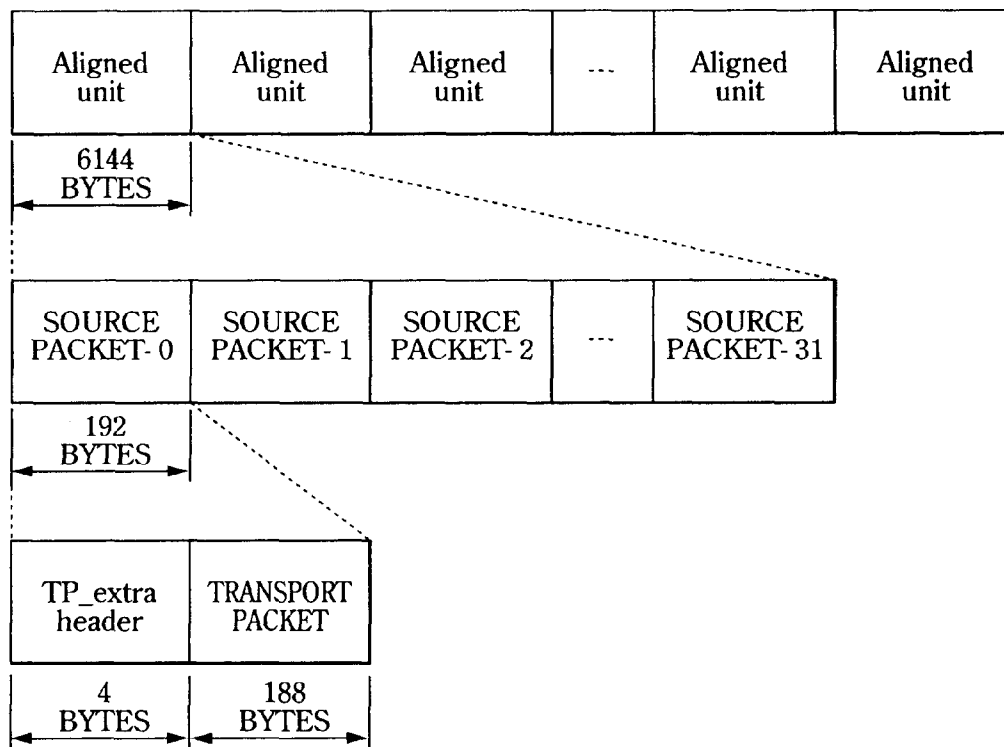 Aligned unit
Aligned unit
Aligned unit
---
Aligned unit
Aligned unit
6144
BYTES
SOURCE PACKET-0
SOURCE PACKET-1
SOURCE PACKET-2
---
SOURCE PACKET-31
192
BYTES
TP_extra header
TRANSPORT PACKET
4
BYTES
188
BYTES